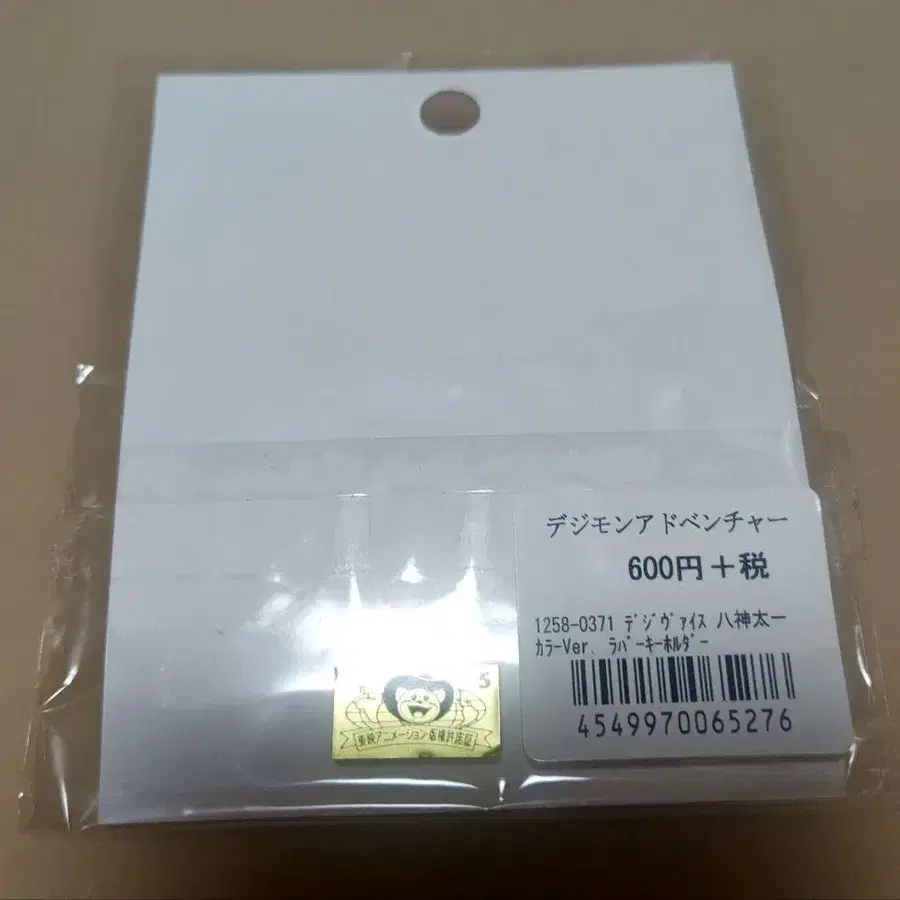 デジモンアドベンチャー
600円+税
1258-0371 ﾃﾞｼﾞｳﾞｧｲｽ 八神太一
ｶﾗｰVer. ﾗﾊﾞｰｷｰﾎﾙﾀﾞｰ
4549970065276
5
東映アニメーション・版権許諾証